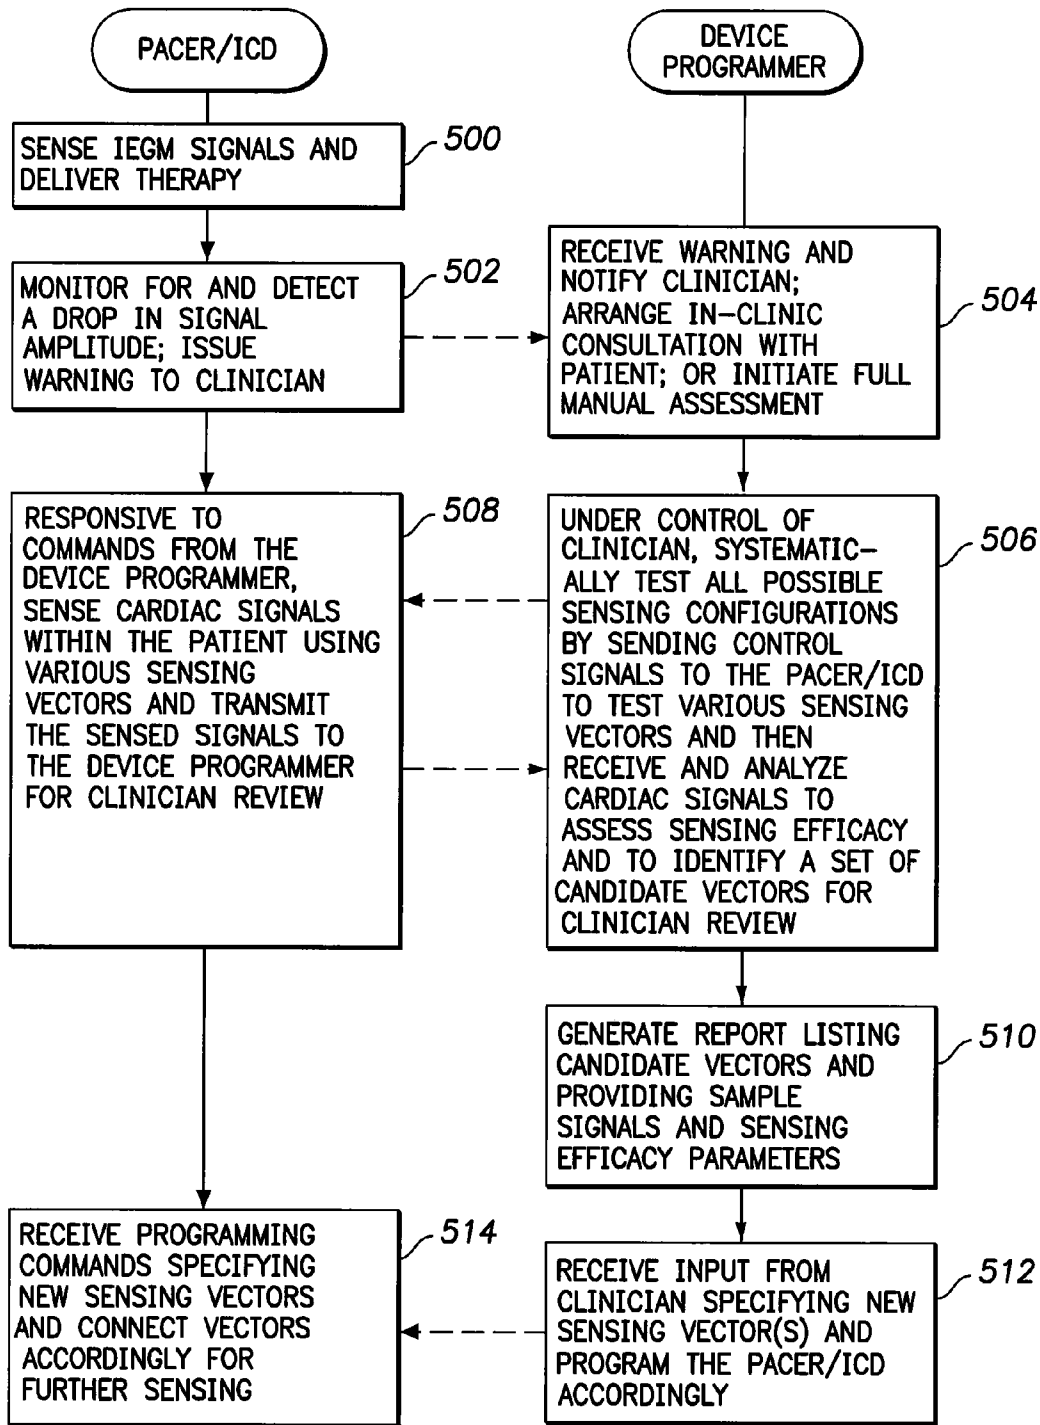 PACER/ICD
DEVICE
PROGRAMMER
SENSE IEGM SIGNALS AND
DELIVER THERAPY
500
MONITOR FOR AND DETECT
A DROP IN SIGNAL
AMPLITUDE; ISSUE
WARNING TO CLINICIAN
502
RECEIVE WARNING AND
NOTIFY CLINICIAN;
ARRANGE IN-CLINIC
CONSULTATION WITH
PATIENT; OR INITIATE FULL
MANUAL ASSESSMENT
504
RESPONSIVE TO
COMMANDS FROM THE
DEVICE PROGRAMMER,
SENSE CARDIAC SIGNALS
WITHIN THE PATIENT USING
VARIOUS SENSING
VECTORS AND TRANSMIT
THE SENSED SIGNALS TO
THE DEVICE PROGRAMMER
FOR CLINICIAN REVIEW
508
UNDER CONTROL OF
CLINICIAN, SYSTEMATIC-
ALLY TEST ALL POSSIBLE
SENSING CONFIGURATIONS
BY SENDING CONTROL
SIGNALS TO THE PACER/ICD
TO TEST VARIOUS SENSING
VECTORS AND THEN
RECEIVE AND ANALYZE
CARDIAC SIGNALS TO
ASSESS SENSING EFFICACY
AND TO IDENTIFY A SET OF
CANDIDATE VECTORS FOR
CLINICIAN REVIEW
506
GENERATE REPORT LISTING
CANDIDATE VECTORS AND
PROVIDING SAMPLE
SIGNALS AND SENSING
EFFICACY PARAMETERS
510
RECEIVE PROGRAMMING
COMMANDS SPECIFYING
NEW SENSING VECTORS
AND CONNECT VECTORS
ACCORDINGLY FOR
FURTHER SENSING
514
RECEIVE INPUT FROM
CLINICIAN SPECIFYING NEW
SENSING VECTOR(S) AND
PROGRAM THE PACER/ICD
ACCORDINGLY
512